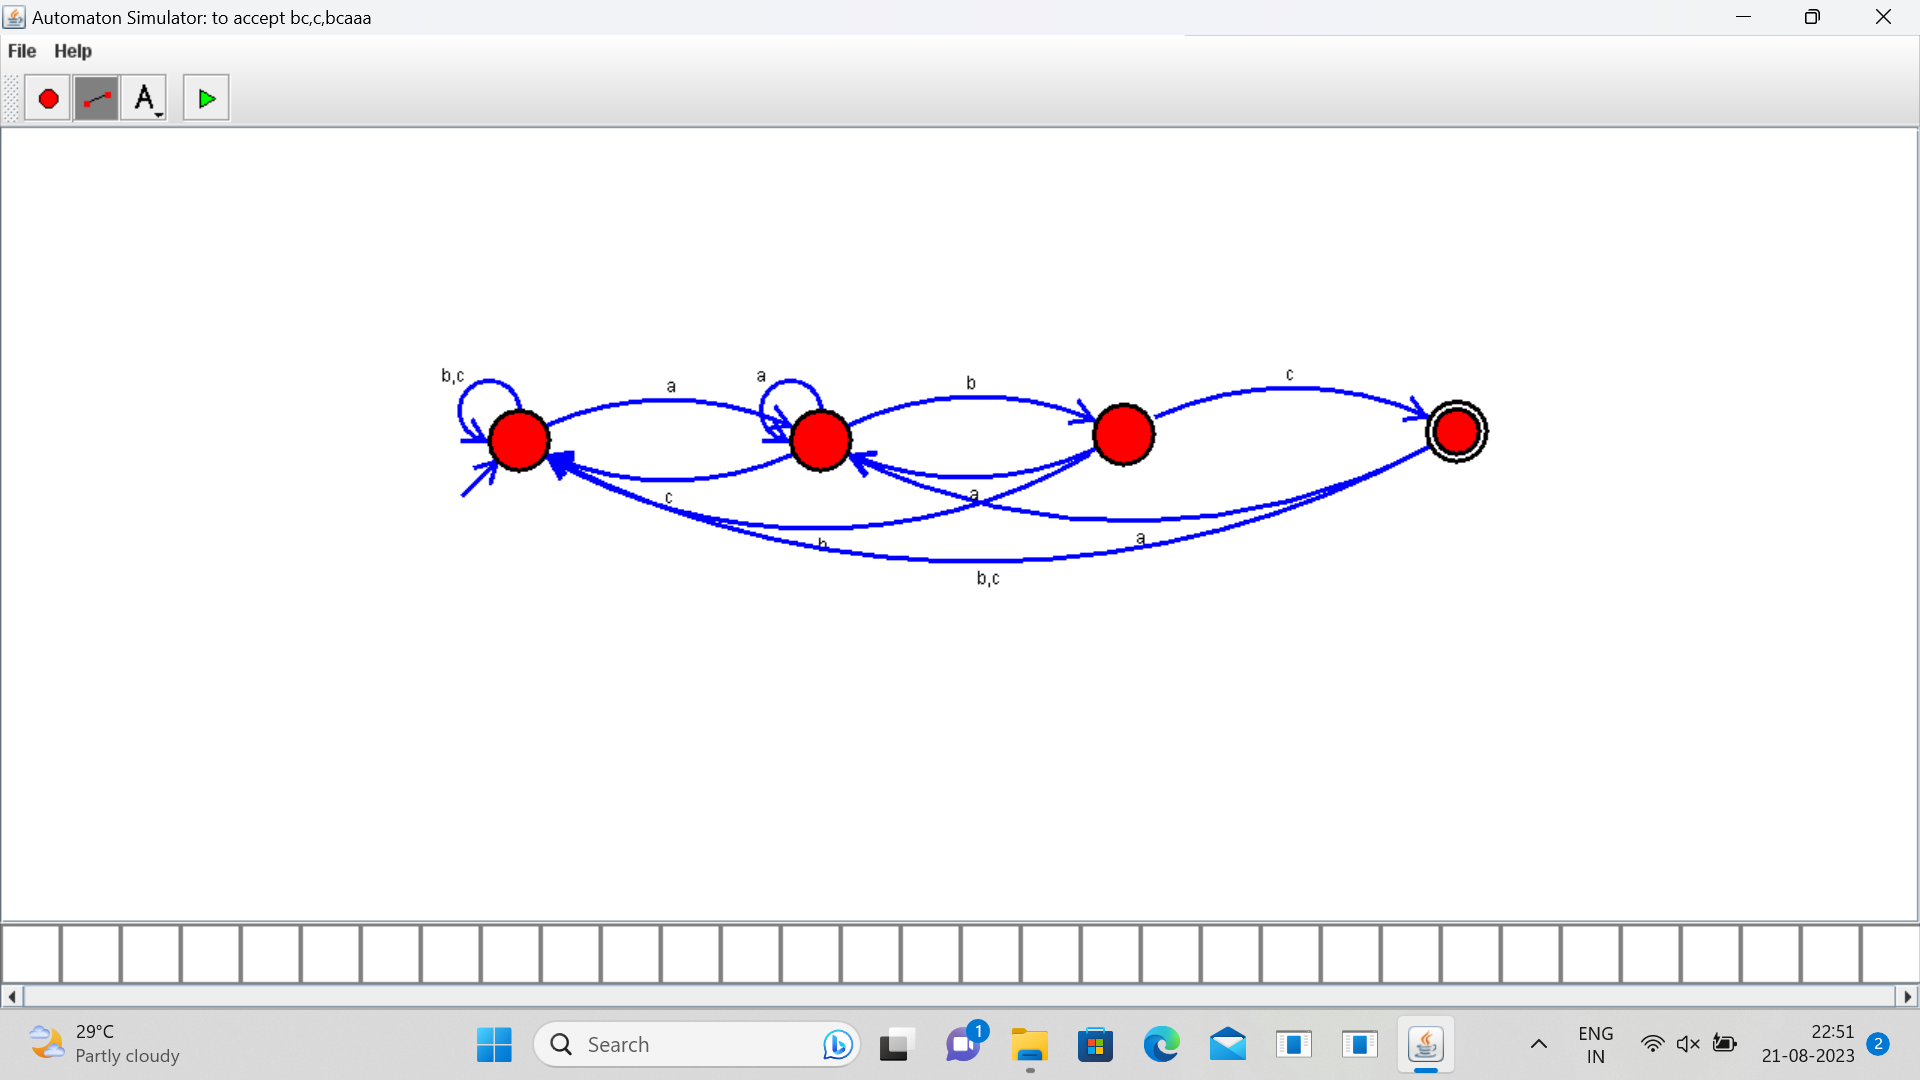 Automaton Simulator: to accept bc,c,bcaaa
File Help
A
b,c
a
a
b
c
c
a
b
a
b,c
29°C
Partly cloudy
Search
1
ENG
IN
22:51
21-08-2023
2